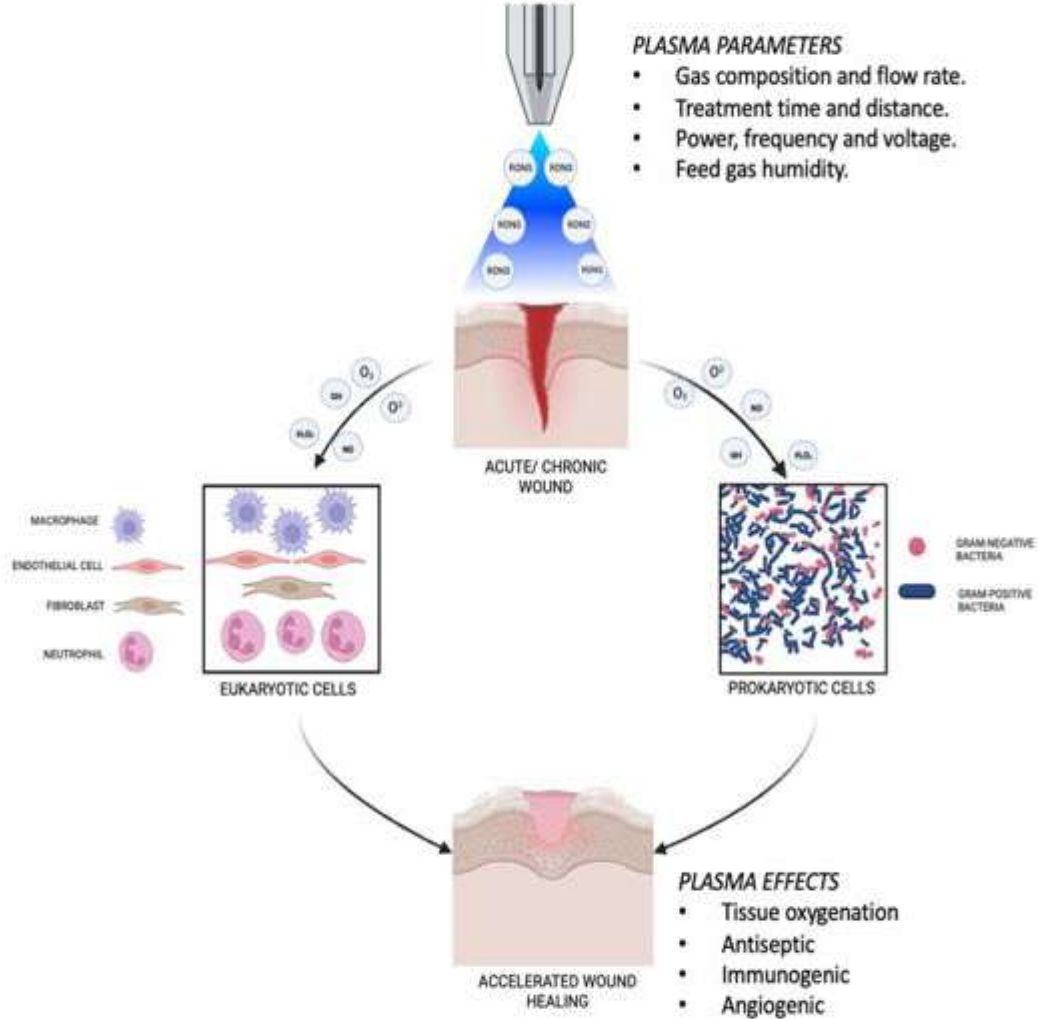 PLASMA PARAMETERS
• Gas composition and flow rate.
• Treatment time and distance.
• Power, frequency and voltage.
• Feed gas humidity.
RONS RONS
RONS RONS
RONS RONS
O₃ O²
OH O²
O₃
H₂O₂ NO
NO
OH H₂O₂
ACUTE/ CHRONIC
WOUND
MACROPHAGE
ENDOTHELIAL CELL
FIBROBLAST
NEUTROPHIL
EUKARYOTIC CELLS
GRAM-NEGATIVE
BACTERIA
GRAM-POSITIVE
BACTERIA
PROKARYOTIC CELLS
ACCELERATED WOUND
HEALING
PLASMA EFFECTS
• Tissue oxygenation
• Antiseptic
• Immunogenic
• Angiogenic